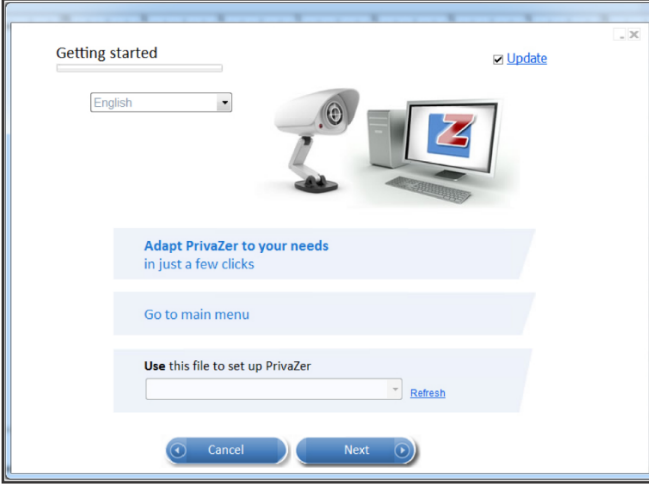 Getting started
Update
English
Z
Adapt PrivaZer to your needs
in just a few clicks
Go to main menu
Use this file to set up PrivaZer
Refresh
Cancel
Next